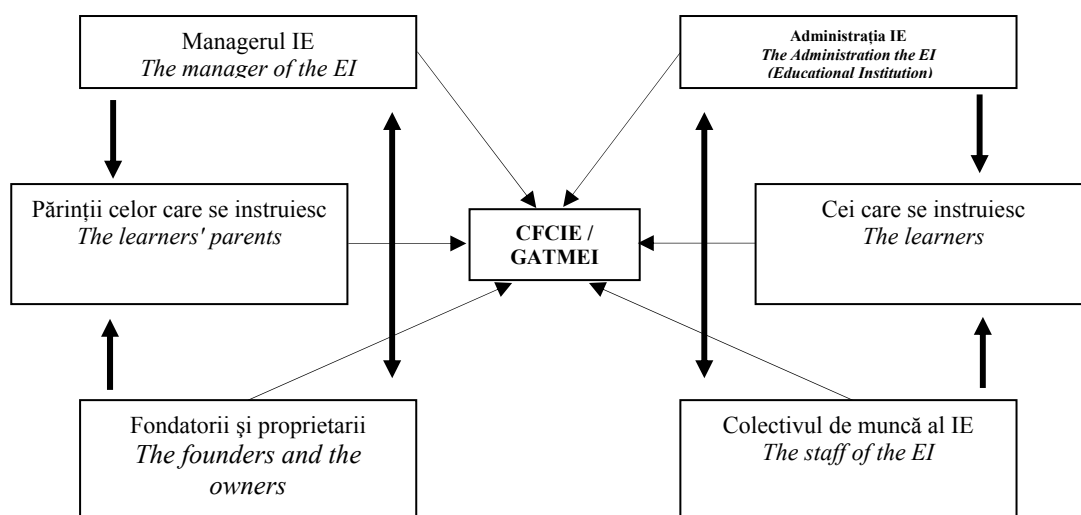 Managerul IE
The manager of the EI
Administrația IE
The Administration the EI
(Educational Institution)
Părinții celor care se instruiesc
The learners' parents
CFCIE /
GATMEI
Cei care se instruiesc
The learners
Fondatorii şi proprietarii
The founders and the
owners
Colectivul de muncă al IE
The staff of the EI